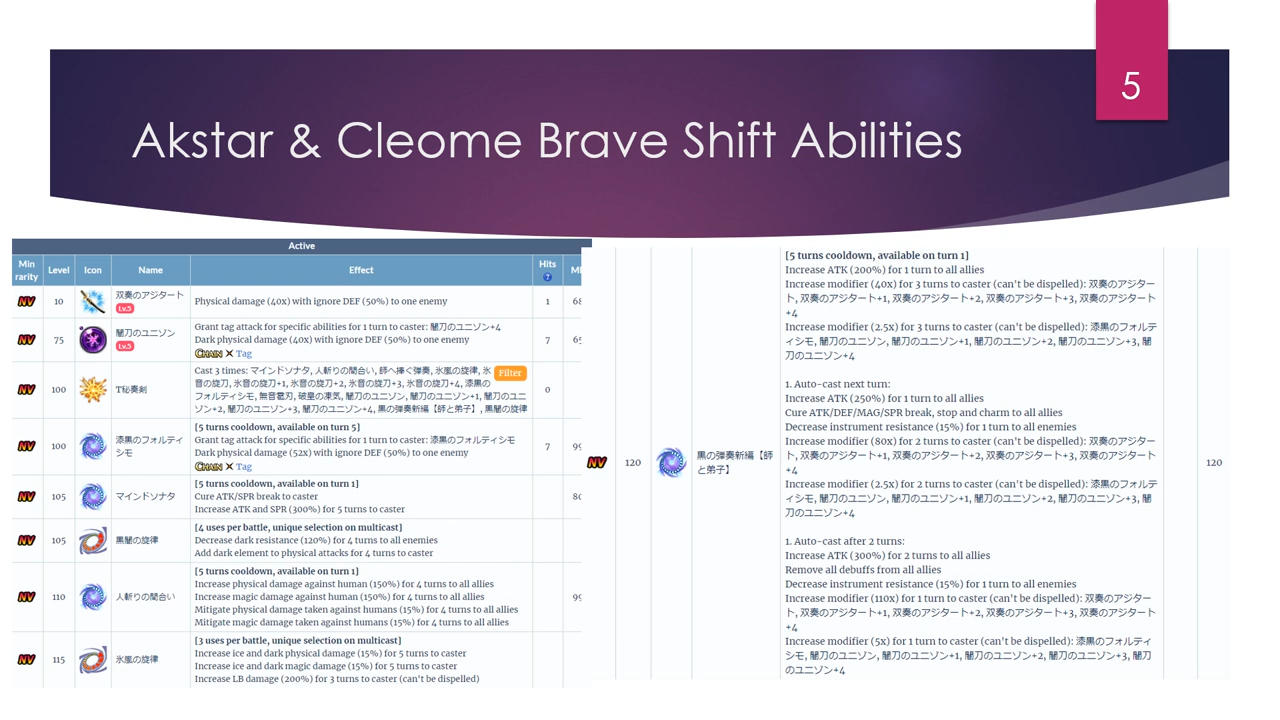 5
Akstar & Cleome Brave Shift Abilities
Active
Min rarity Level Icon Name Effect Hits
NV 10 双奏のアジタート Lv.5 Physical damage (40x) with ignore DEF (50%) to one enemy 1
NV 75 闇刀のユニゾン Lv.5
Grant tag attack for specific abilities for 1 turn to caster: 闇刀のユニゾン+4
Dark physical damage (40x) with ignore DEF (50%) to one enemy 7
CHAIN Tag
NV 100 T秘奏剣
Cast 3 times: マインドソナタ, 人斬りの間合い, 師へ捧ぐ弾奏, 氷嵐の旋律, 氷
音の旋刀, 氷音の旋刀+1, 氷音の旋刀+2, 氷音の旋刀+3, 氷音の旋刀+4, 漆黒の
フォルティシモ, 無音雹刃, 破皇の凍気, 闇刀のユニゾン, 闇刀のユニゾン+1, 闇刀のユニ
ゾン+2, 闇刀のユニゾン+3, 闇刀のユニゾン+4, 黒の弾奏新編【師と弟子】, 黒闇の旋律
Filter
0
NV 100 漆黒のフォルティシモ
[5 turns cooldown, available on turn 5]
Grant tag attack for specific abilities for 1 turn to caster: 漆黒のフォルティシモ
Dark physical damage (52x) with ignore DEF (50%) to one enemy 7
CHAIN Tag
NV 105 マインドソナタ
[5 turns cooldown, available on turn 1]
Cure ATK/SPR break to caster
Increase ATK and SPR (300%) for 5 turns to caster
NV 105 黒闇の旋律
[4 uses per battle, unique selection on multicast]
Decrease dark resistance (120%) for 4 turns to all enemies
Add dark element to physical attacks for 4 turns to caster
NV 110 人斬りの間合い
[5 turns cooldown, available on turn 1]
Increase physical damage against human (150%) for 4 turns to all allies
Increase magic damage against human (150%) for 4 turns to all allies
Mitigate physical damage taken against humans (15%) for 4 turns to all allies
Mitigate magic damage taken against humans (15%) for 4 turns to all allies
NV 115 氷嵐の旋律
[3 uses per battle, unique selection on multicast]
Increase ice and dark physical damage (15%) for 5 turns to caster
Increase ice and dark magic damage (15%) for 5 turns to caster
Increase LB damage (200%) for 3 turns to caster (can't be dispelled)
NV 120 黒の弾奏新編【師と弟子】
[5 turns cooldown, available on turn 1]
Increase ATK (200%) for 1 turn to all allies
Increase modifier (40x) for 3 turns to caster (can't be dispelled): 双奏のアジター
ト, 双奏のアジタート+1, 双奏のアジタート+2, 双奏のアジタート+3, 双奏のアジタート
+4
Increase modifier (2.5x) for 3 turns to caster (can't be dispelled): 漆黒のフォルテ
ィシモ, 闇刀のユニゾン, 闇刀のユニゾン+1, 闇刀のユニゾン+2, 闇刀のユニゾン+3, 闇
刀のユニゾン+4
1. Auto-cast next turn:
Increase ATK (250%) for 1 turn to all allies
Cure ATK/DEF/MAG/SPR break, stop and charm to all allies
Decrease instrument resistance (15%) for 1 turn to all enemies
Increase modifier (80x) for 2 turns to caster (can't be dispelled): 双奏のアジター
ト, 双奏のアジタート+1, 双奏のアジタート+2, 双奏のアジタート+3, 双奏のアジタート
+4
Increase modifier (2.5x) for 2 turns to caster (can't be dispelled): 漆黒のフォルテ
ィシモ, 闇刀のユニゾン, 闇刀のユニゾン+1, 闇刀のユニゾン+2, 闇刀のユニゾン+3, 闇
刀のユニゾン+4
1. Auto-cast after 2 turns:
Increase ATK (300%) for 2 turns to all allies
Remove all debuffs from all allies
Decrease instrument resistance (15%) for 1 turn to all enemies
Increase modifier (110x) for 1 turn to caster (can't be dispelled): 双奏のアジター
ト, 双奏のアジタート+1, 双奏のアジタート+2, 双奏のアジタート+3, 双奏のアジタート
+4
Increase modifier (5x) for 1 turn to caster (can't be dispelled): 漆黒のフォルティ
シモ, 闇刀のユニゾン, 闇刀のユニゾン+1, 闇刀のユニゾン+2, 闇刀のユニゾン+3, 闇刀
のユニゾン+4
120